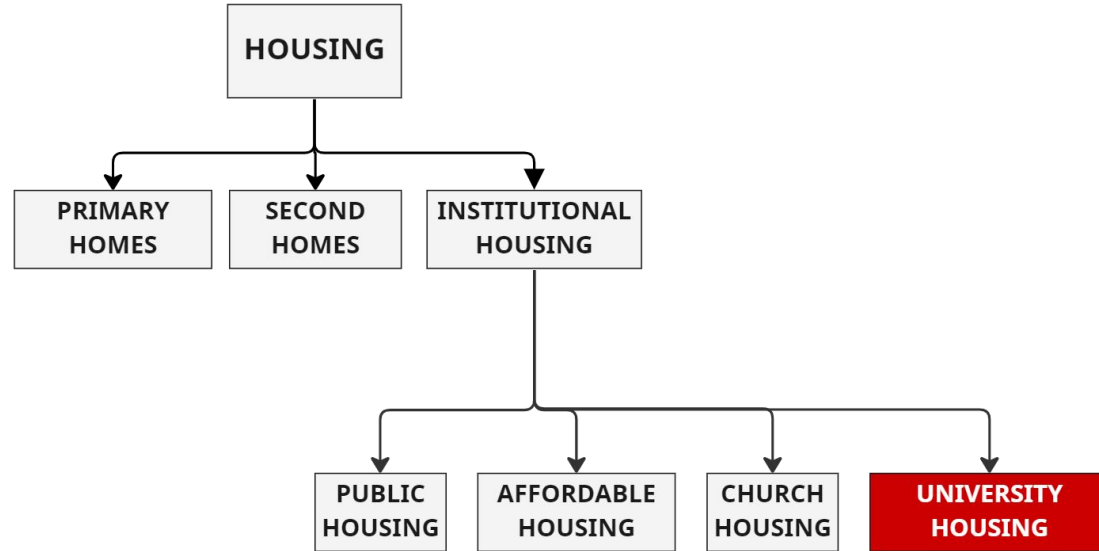 HOUSING
PRIMARY
HOMES
SECOND
HOMES
INSTITUTIONAL
HOUSING
PUBLIC
HOUSING
AFFORDABLE
HOUSING
CHURCH
HOUSING
UNIVERSITY
HOUSING